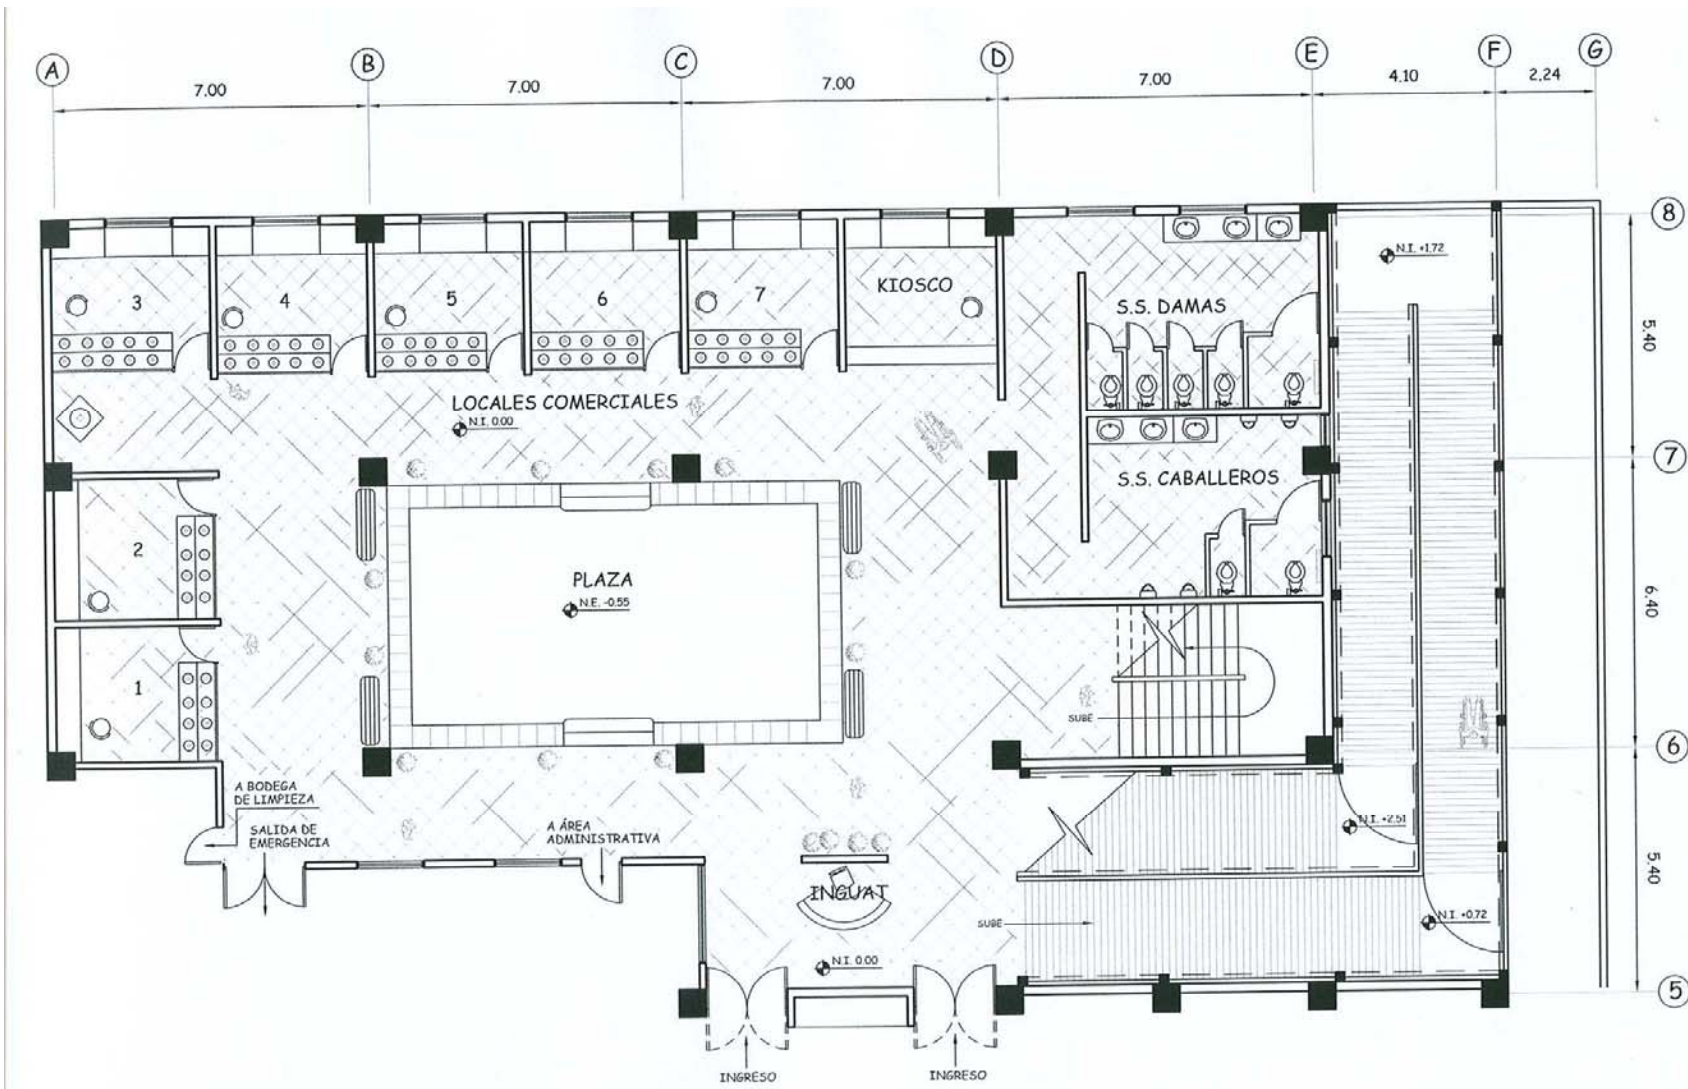 A
B
C
D
E
F
G
7.00
7.00
7.00
7.00
4.10
2.24
8
N.I. +1.72
3
4
5
6
7
KIOSCO
S.S. DAMAS
5.40
LOCALES COMERCIALES
N.I. 0.00
7
S.S. CABALLEROS
2
PLAZA
N.E. -0.55
6.40
1
SUBE
6
A BODEGA
DE LIMPIEZA
SALIDA DE
EMERGENCIA
A ÁREA
ADMINISTRATIVA
N.I. +2.51
5.40
INGUAT
SUBE
N.I. +0.72
N.I. 0.00
5
INGRESO
INGRESO